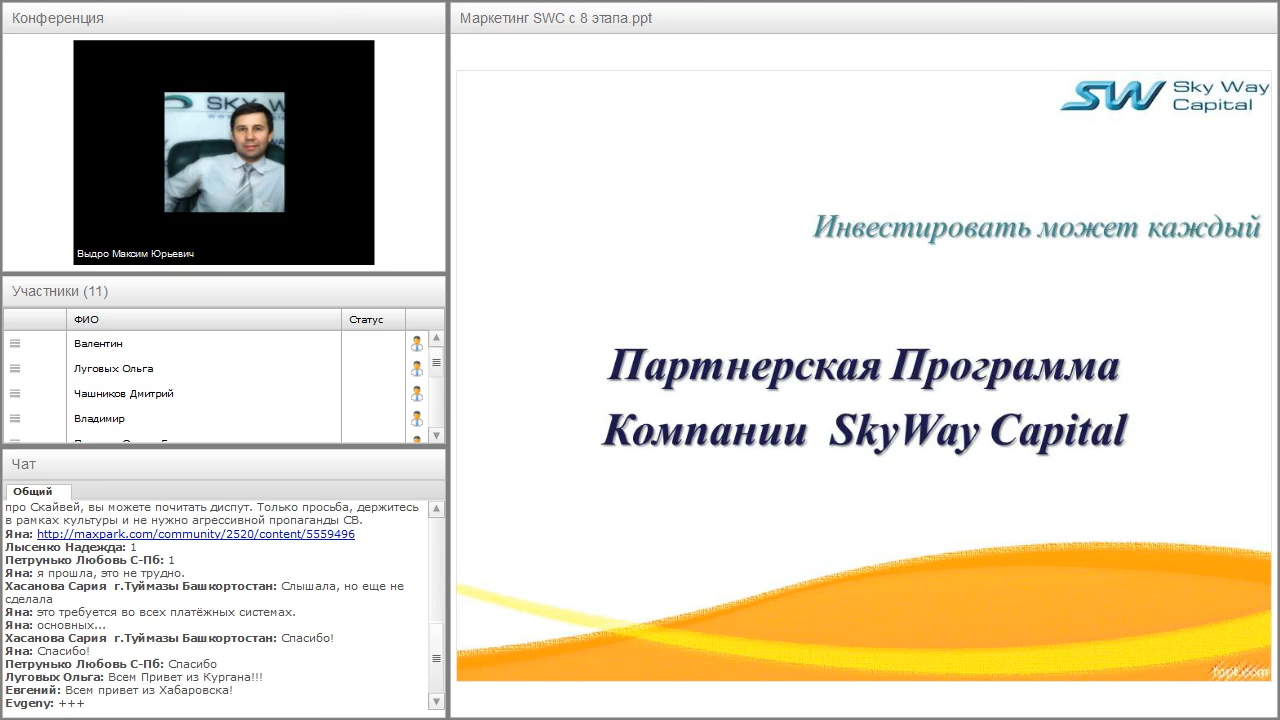 Конференция
SKY W
Выдро Максим Юрьевич
Участники (11)
ФИО Статус
Валентин
Луговых Ольга
Чашников Дмитрий
Владимир
Чат
Общий
про Скайвей, вы можете почитать диспут. Только просьба, держитесь
в рамках культуры и не нужно агрессивной пропаганды СВ.
Яна: http://maxpark.com/community/2520/content/5559496
Лысенко Надежда: 1
Петрунько Любовь С-Пб: 1
Яна: я прошла, это не трудно.
Хасанова Сария г.Туймазы Башкортостан: Слышала, но еще не
сделала
Яна: это требуется во всех платёжных системах.
Яна: основных...
Хасанова Сария г.Туймазы Башкортостан: Спасибо!
Яна: Спасибо!
Петрунько Любовь С-Пб: Спасибо
Луговых Ольга: Всем Привет из Кургана!!!
Евгений: Всем привет из Хабаровска!
Evgeny: +++
Маркетинг SWC с 8 этапа.ppt
SW Sky Way
Capital
Инвестировать может каждый
Партнерская Программа
Компании SkyWay Capital
fppt.com